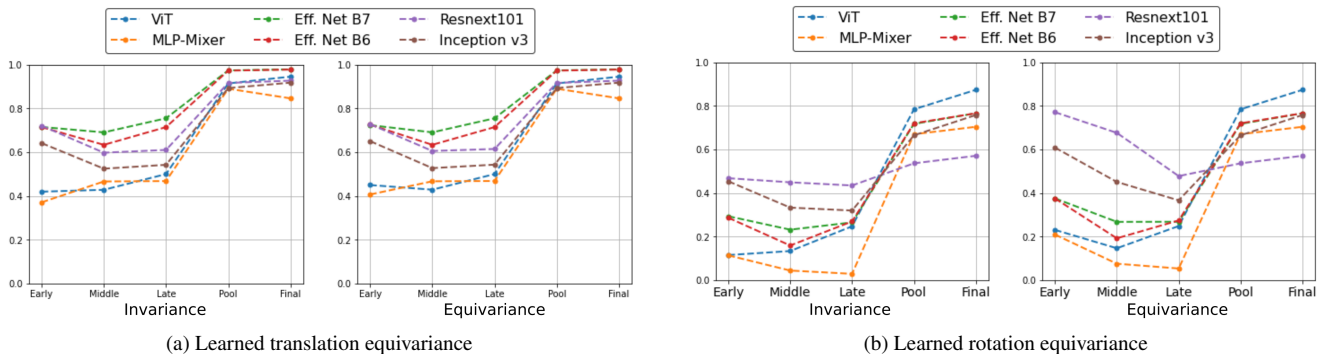 ViT Eff. Net B7 Resnext101
MLP-Mixer Eff. Net B6 Inception v3
1.0
0.8
0.6
0.4
0.2
0.0
Early Middle Late Pool Final
Invariance
1.0
0.8
0.6
0.4
0.2
0.0
Early Middle Late Pool Final
Equivariance
(a) Learned translation equivariance
ViT Eff. Net B7 Resnext101
MLP-Mixer Eff. Net B6 Inception v3
1.0
0.8
0.6
0.4
0.2
0.0
Early Middle Late Pool Final
Invariance
1.0
0.8
0.6
0.4
0.2
0.0
Early Middle Late Pool Final
Equivariance
(b) Learned rotation equivariance